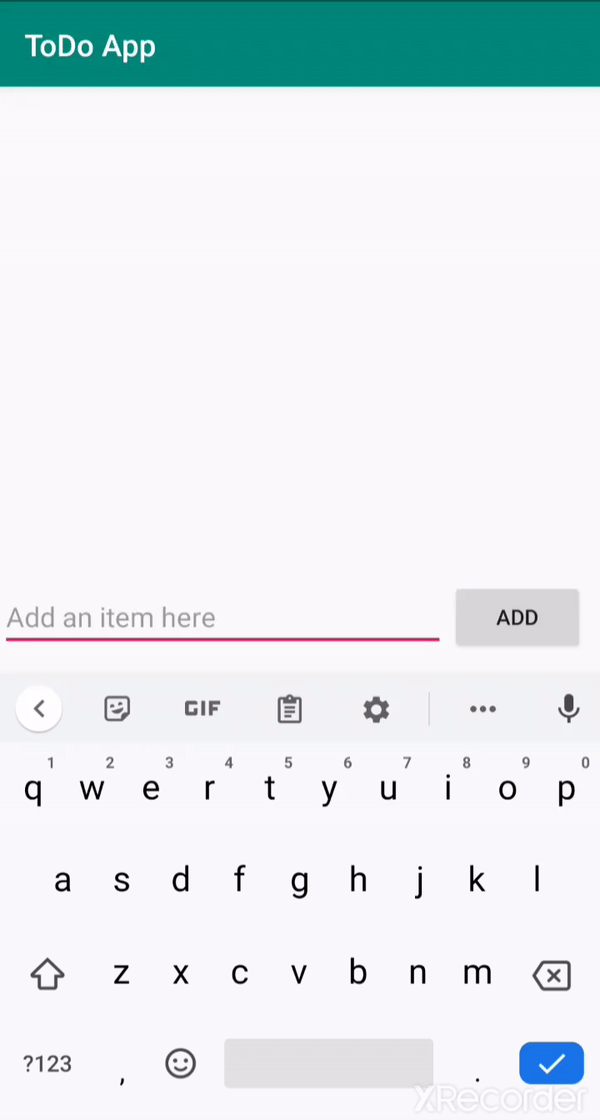 ToDo App
Add an item here
ADD
GIF
1 2 3 4 5 6 7 8 9 0
q w e r t y u i o p
a s d f g h j k l
z x c v b n m
?123 , .
XRecorder